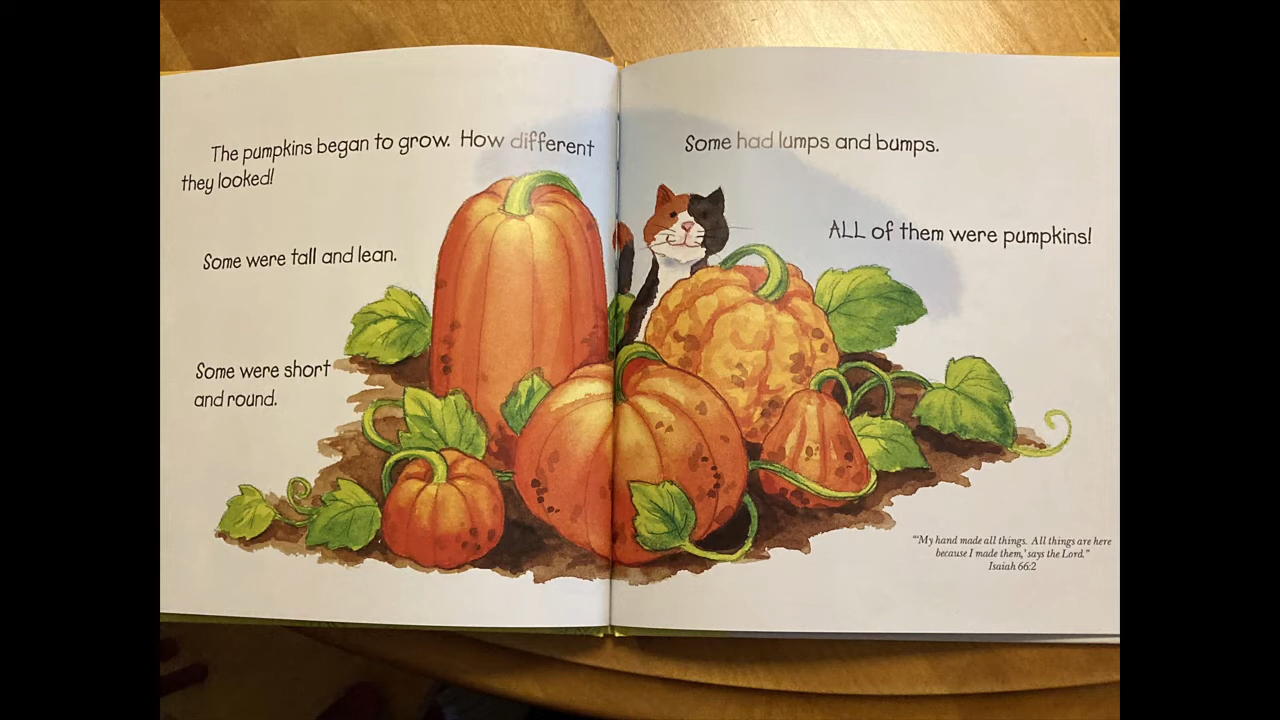 The pumpkins began to grow. How different
they looked!
Some were tall and lean.
Some were short
and round.
Some had lumps and bumps.
ALL of them were pumpkins!
"'My hand made all things. All things are here
because I made them,' says the Lord."
Isaiah 66:2